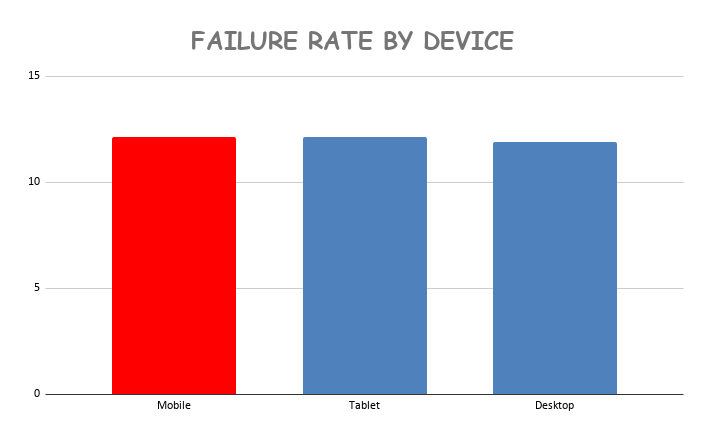 FAILURE RATE BY DEVICE
15
10
5
0
Mobile Tablet Desktop